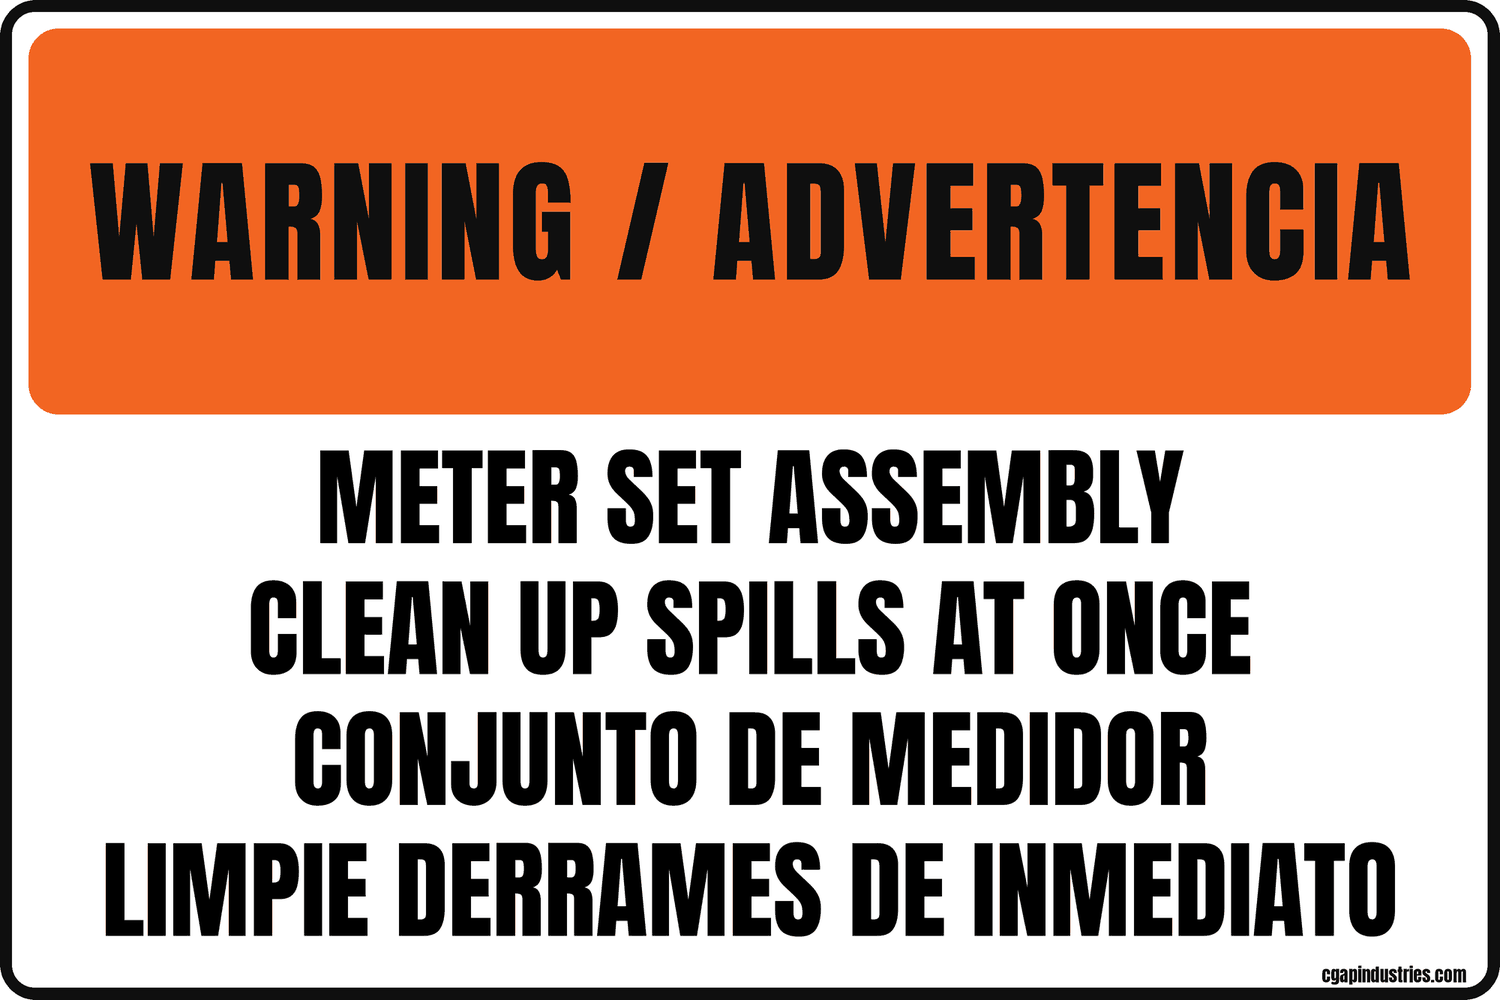 WARNING / ADVERTENCIA
METER SET ASSEMBLY
CLEAN UP SPILLS AT ONCE
CONJUNTO DE MEDIDOR
LIMPIE DERRAMES DE INMEDIATO
cgapindustries.com